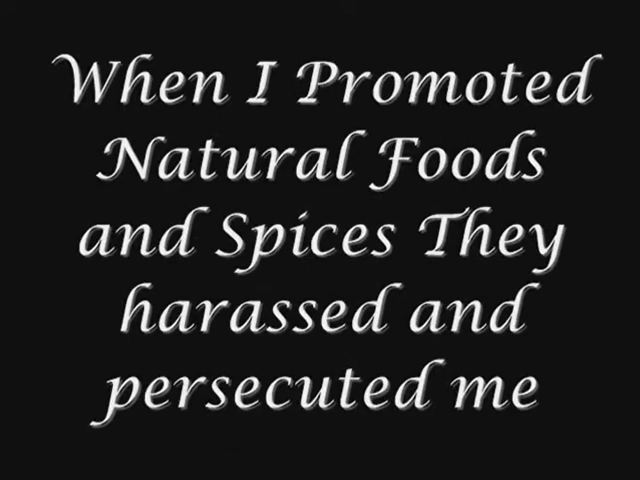 When I Promoted
Natural Foods
and Spices They
harassed and
persecuted me